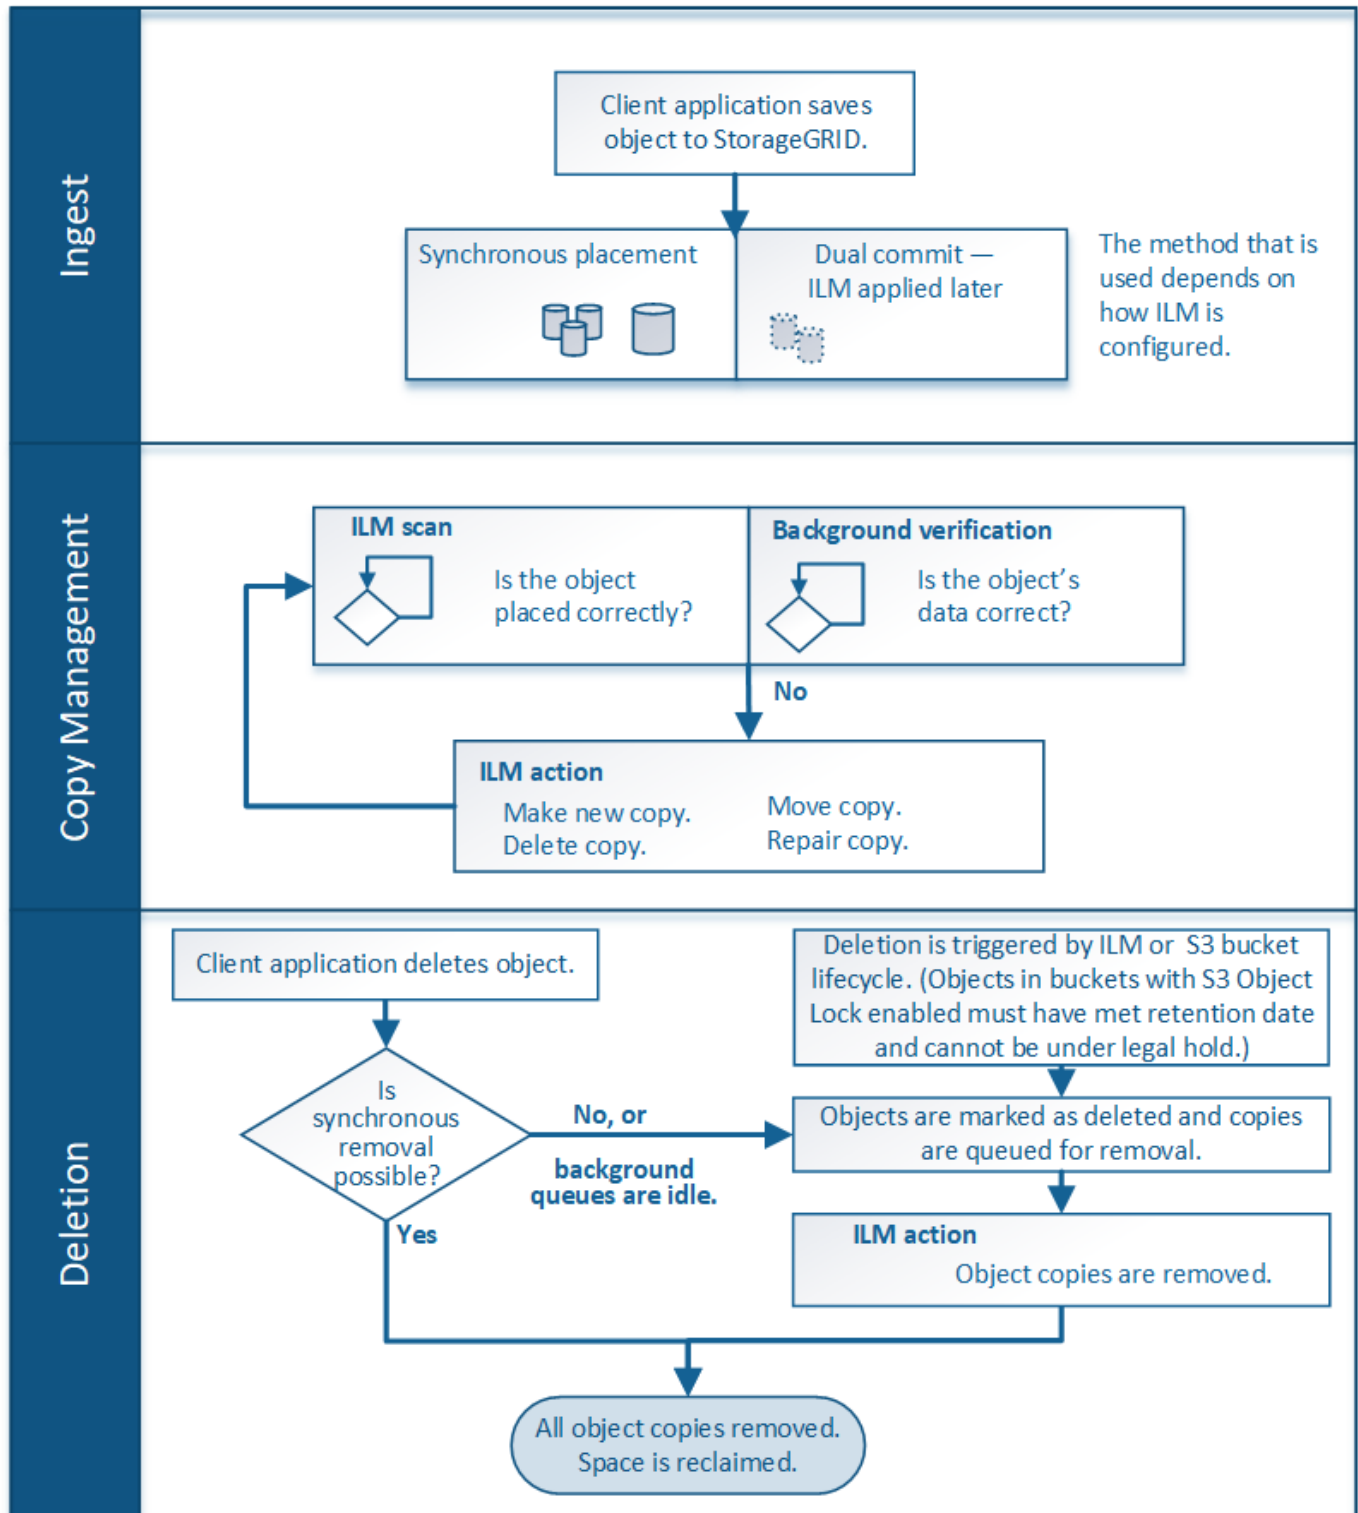 Ingest
Client application saves
object to StorageGRID.
Synchronous placement
Dual commit —
ILM applied later
The method that is
used depends on
how ILM is
configured.
Copy Management
ILM scan
Is the object
placed correctly?
Background verification
Is the object's
data correct?
No
ILM action
Make new copy.
Delete copy.
Move copy.
Repair copy.
Deletion
Client application deletes object.
Is
synchronous
removal
possible?
No, or
background
queues are idle.
Yes
Deletion is triggered by ILM or S3 bucket
lifecycle. (Objects in buckets with S3 Object
Lock enabled must have met retention date
and cannot be under legal hold.)
Objects are marked as deleted and copies
are queued for removal.
ILM action
Object copies are removed.
All object copies removed.
Space is reclaimed.